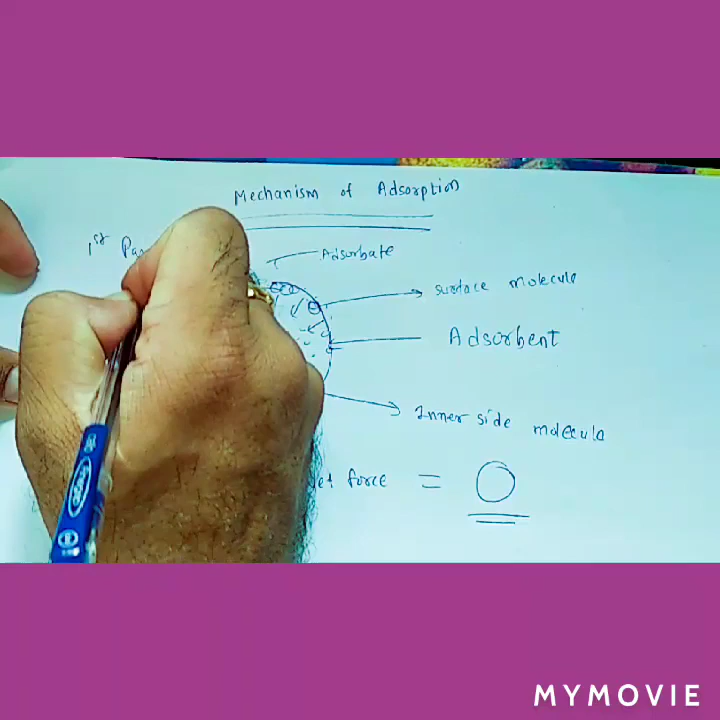 Mechanism of Adsorption
1st
Adsorbate
surface molecule
Adsorbent
Inner side molecule
force = 0
MYMOVIE